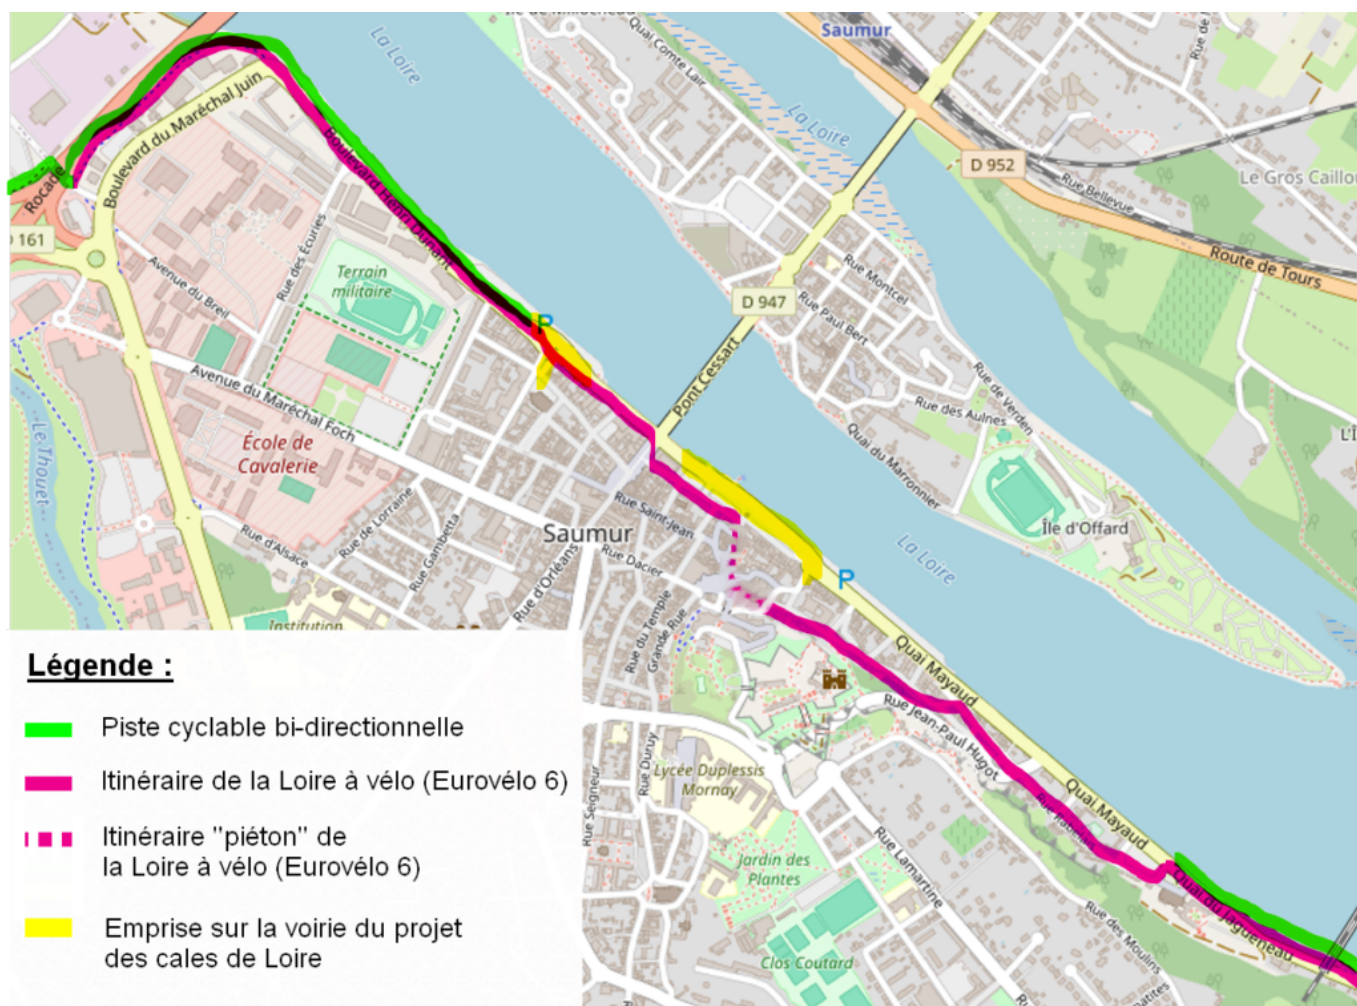 Quai Comte Lair
La Loire
Saumur
Rue de
La Loire
D 952
Rue Bellevue
Le Gros Caillou
Route de Tours
Boulevard du Maréchal Juin
Rocade
D 161
Boulevard Henri Dunant
Rue des Écuries
Avenue du Breil
Terrain
militaire
P
D 947
Rue Montcel
Rue Paul Bert
Pont Cessart
Rue de Verden
Rue des Aulnes
Quai du Marronnier
Avenue du Maréchal Foch
École de
Cavalerie
Le Thouet
Rue de Lorraine
Rue d'Alsace
Rue Gambetta
Rue d'Orléans
Saumur
Rue Saint-Jean
Rue Dacier
Île d'Offard
La Loire
P
Institution
Rue du Temple
Grande Rue
Quai Mayaud
Rue Jean-Paul Hugot
Quai Mayaud
Rue Rabelais
Quai du Jagueneau
Rue Seigneur
Rue Duruy
Lycée Duplessis
Mornay
Jardin des
Plantes
Rue Lamartine
Rue des Moulins
Clos Coutard
Légende :
Piste cyclable bi-directionnelle
Itinéraire de la Loire à vélo (Eurovélo 6)
Itinéraire "piéton" de
la Loire à vélo (Eurovélo 6)
Emprise sur la voirie du projet
des cales de Loire